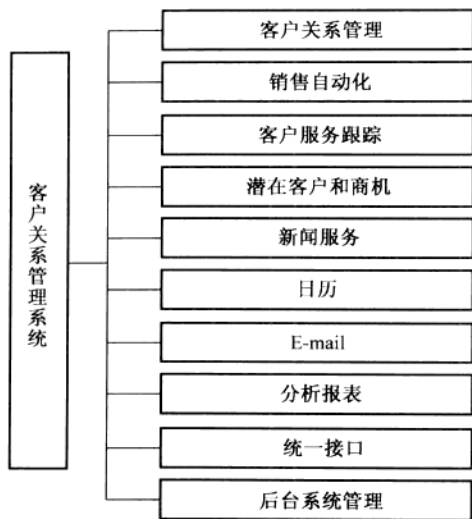 客户关系管理系统
客户关系管理
销售自动化
客户服务跟踪
潜在客户和商机
新闻服务
日历
E-mail
分析报表
统一接口
后台系统管理